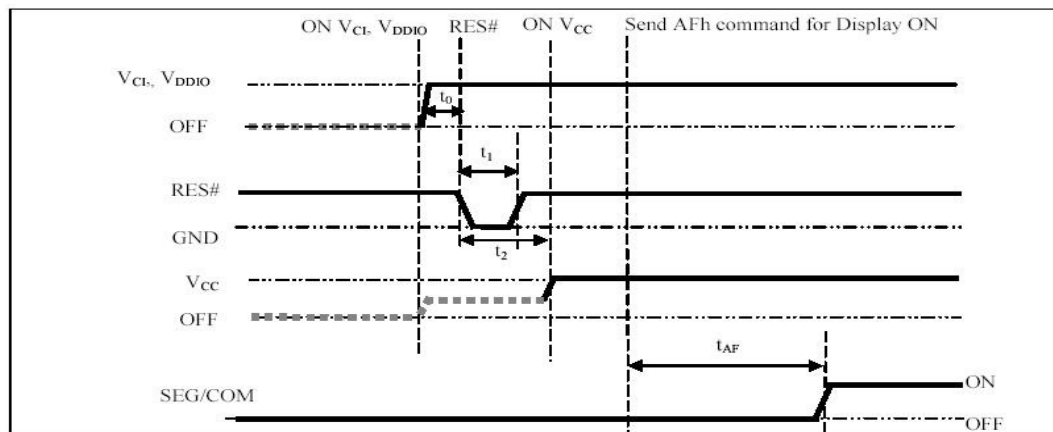 ON VCI, VDDIO RES# ON VCC Send AFh command for Display ON
VCI,, VDDIO
t0
OFF
t1
RES#
GND
t2
VCC
OFF
tAF
SEG/COM
ON
OFF